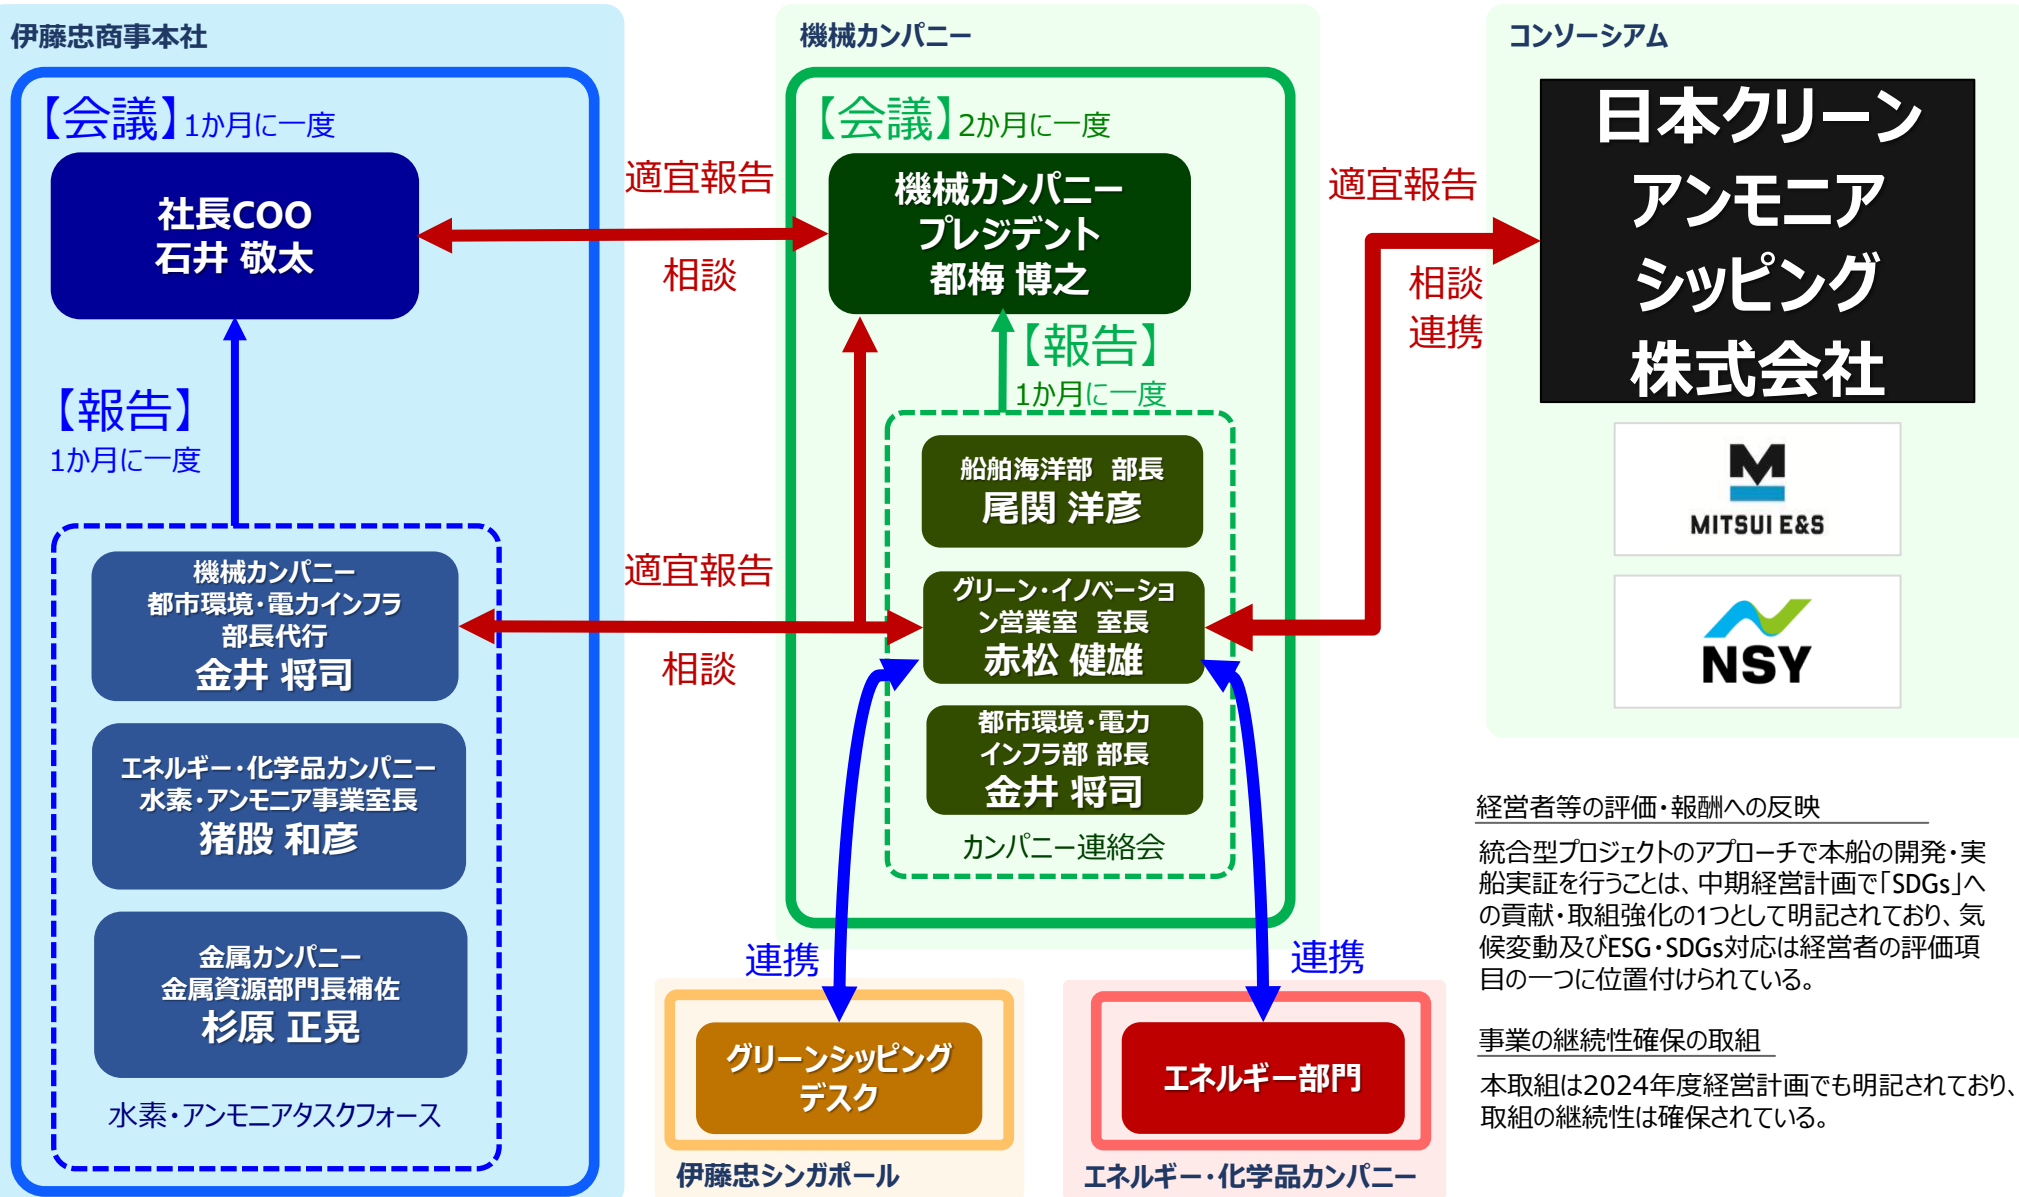 伊藤忠商事本社
【会議】1か月に一度
社長COO
石井 敬太
【報告】
1か月に一度
機械カンパニー
都市環境・電力インフラ
部長代行
金井 将司
エネルギー・化学品カンパニー
水素・アンモニア事業室長
猪股 和彦
金属カンパニー
金属資源部門長補佐
杉原 正晃
水素・アンモニアタスクフォース
適宜報告
相談
適宜報告
相談
機械カンパニー
【会議】2か月に一度
機械カンパニー
プレジデント
都梅 博之
【報告】
1か月に一度
船舶海洋部 部長
尾関 洋彦
グリーン・イノベーショ
ン営業室 室長
赤松 健雄
都市環境・電力
インフラ部 部長
金井 将司
カンパニー連絡会
連携
連携
グリーンシッピング
デスク
伊藤忠シンガポール
エネルギー部門
エネルギー・化学品カンパニー
適宜報告
相談
連携
コンソーシアム
日本クリーン
アンモニア
シッピング
株式会社
MITSUI E&S
NSY
経営者等の評価・報酬への反映
統合型プロジェクトのアプローチで本船の開発・実
船実証を行うことは、中期経営計画で「SDGs」へ
の貢献・取組強化の1つとして明記されており、気
候変動及びESG・SDGs対応は経営者の評価項
目の一つに位置付けられている。
事業の継続性確保の取組
本取組は2024年度経営計画でも明記されており、
取組の継続性は確保されている。